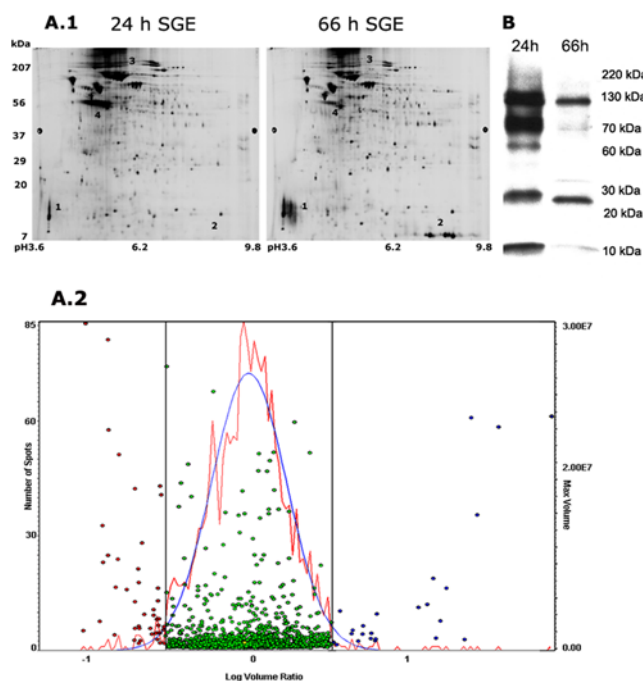 A.1 24 h SGE 66 h SGE B
kDa
207
56
37
29
20
7
3
4
1
2
3
4
1
2
pH3.6 6.2 9.8 pH3.6 6.2 9.8
24h 66h
220 kDa
130 kDa
70 kDa
60 kDa
30 kDa
20 kDa
10 kDa
A.2
85
60
30
0
Number of Spots
3.00E7
2.00E7
0.00
Max Volume
-1 0 1
Log Volume Ratio